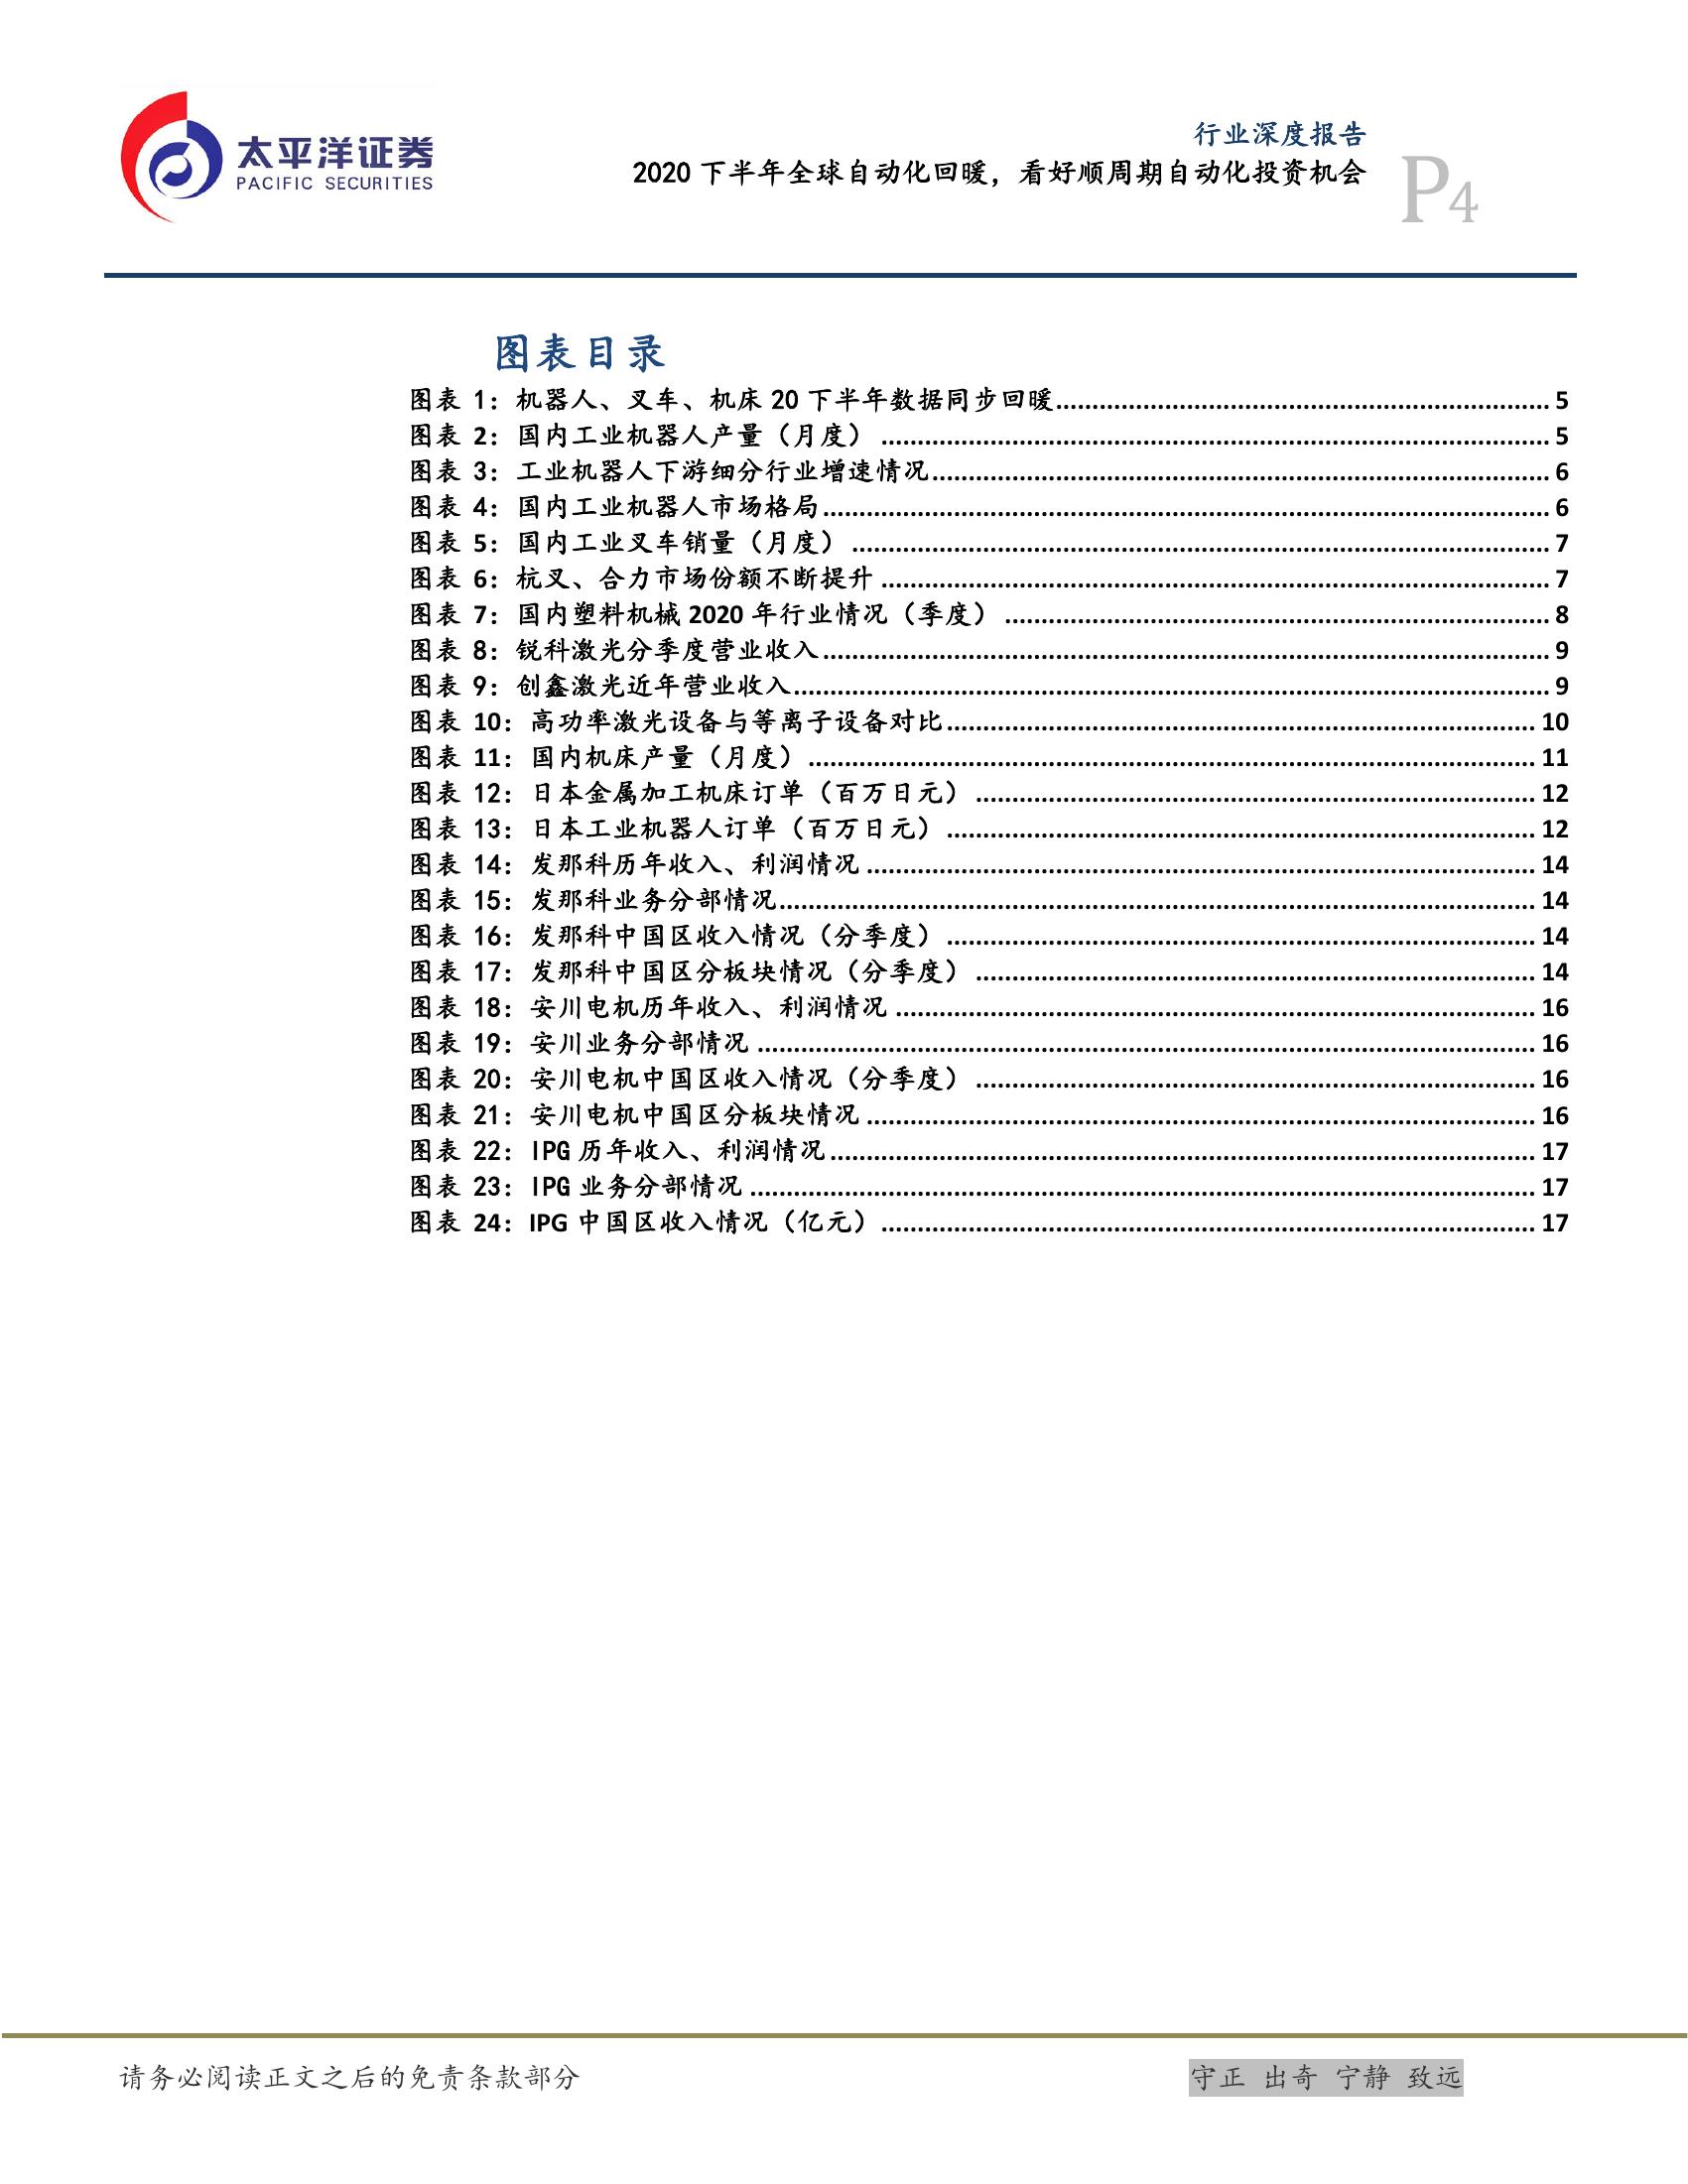 太平洋证券
PACIFIC SECURITIES
行业深度报告
2020 下半年全球自动化回暖，看好顺周期自动化投资机会
P4
图表目录
图表 1：机器人、叉车、机床 20 下半年数据同步回暖 5
图表 2：国内工业机器人产量（月度） 5
图表 3：工业机器人下游细分行业增速情况 6
图表 4：国内工业机器人市场格局 6
图表 5：国内工业叉车销量（月度） 7
图表 6：杭叉、合力市场份额不断提升 7
图表 7：国内塑料机械 2020 年行业情况（季度） 8
图表 8：锐科激光分季度营业收入 9
图表 9：创鑫激光近年营业收入 9
图表 10：高功率激光设备与等离子设备对比 10
图表 11：国内机床产量（月度） 11
图表 12：日本金属加工机床订单（百万日元） 12
图表 13：日本工业机器人订单（百万日元） 12
图表 14：发那科历年收入、利润情况 14
图表 15：发那科业务分部情况 14
图表 16：发那科中国区收入情况（分季度） 14
图表 17：发那科中国区分板块情况（分季度） 14
图表 18：安川电机历年收入、利润情况 16
图表 19：安川业务分部情况 16
图表 20：安川电机中国区收入情况（分季度） 16
图表 21：安川电机中国区分板块情况 16
图表 22：IPG 历年收入、利润情况 17
图表 23：IPG 业务分部情况 17
图表 24：IPG 中国区收入情况（亿元） 17
请务必阅读正文之后的免责条款部分
守正 出奇 宁静 致远